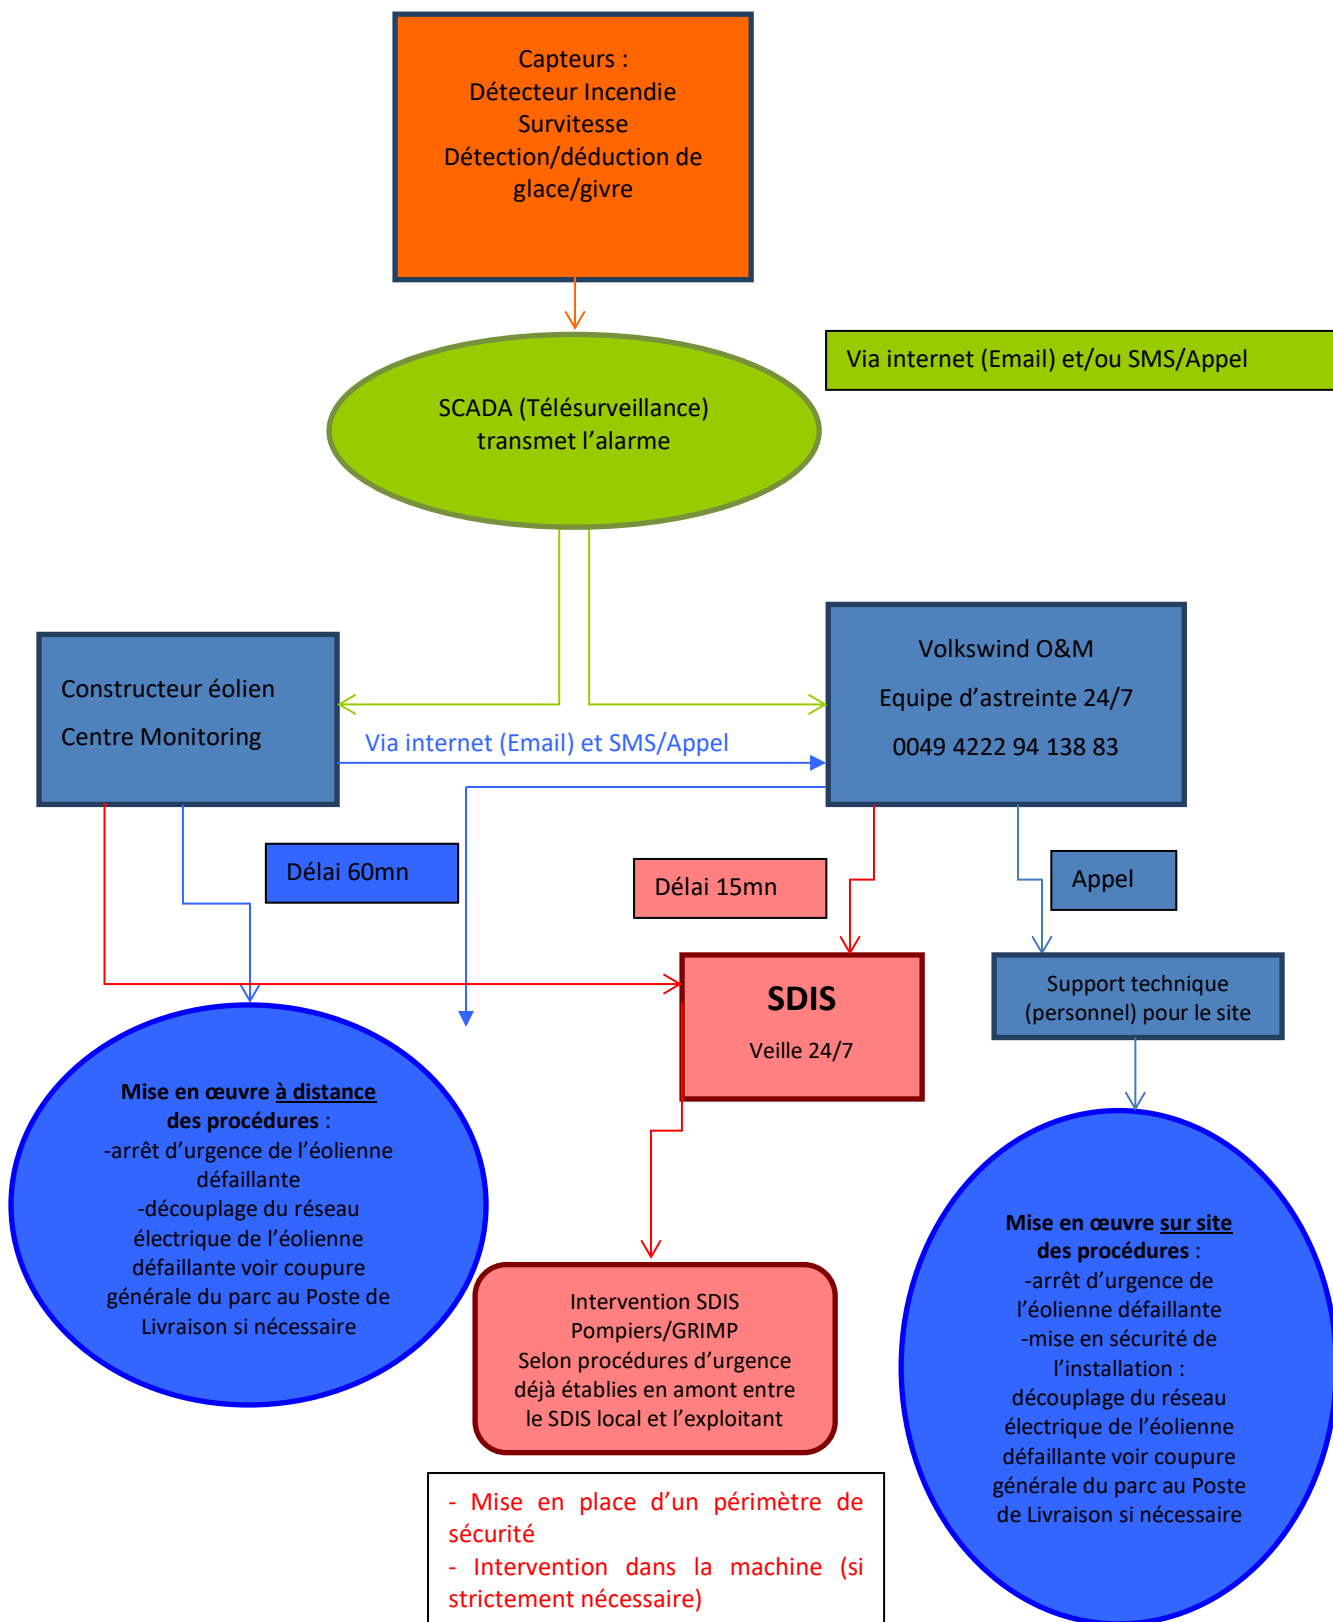 Capteurs :
Détecteur Incendie
Survitesse
Détection/déduction de
glace/givre
Via internet (Email) et/ou SMS/Appel
SCADA (Télésurveillance)
transmet l’alarme
Constructeur éolien
Centre Monitoring
Via internet (Email) et SMS/Appel
Volkswind O&M
Equipe d’astreinte 24/7
0049 4222 94 138 83
Délai 60mn
Délai 15mn
Appel
SDIS
Veille 24/7
Support technique
(personnel) pour le site
Mise en œuvre à distance
des procédures :
-arrêt d’urgence de l’éolienne
défaillante
-découplage du réseau
électrique de l’éolienne
défaillante voir coupure
générale du parc au Poste de
Livraison si nécessaire
Intervention SDIS
Pompiers/GRIMP
Selon procédures d’urgence
déjà établies en amont entre
le SDIS local et l’exploitant
Mise en œuvre sur site
des procédures :
-arrêt d’urgence de
l’éolienne défaillante
-mise en sécurité de
l’installation :
découplage du réseau
électrique de l’éolienne
défaillante voir coupure
générale du parc au Poste
de Livraison si nécessaire
- Mise en place d’un périmètre de
sécurité
- Intervention dans la machine (si
strictement nécessaire)